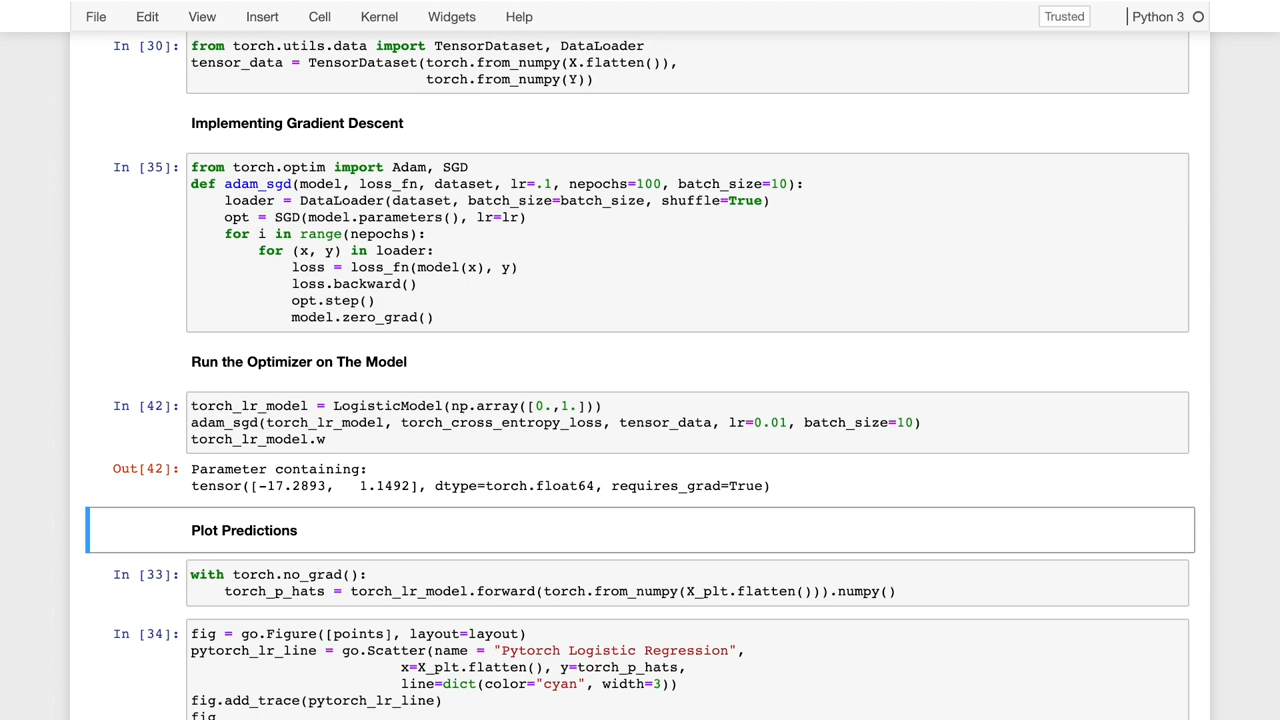 File Edit View Insert Cell Kernel Widgets Help Trusted Python 3
In [30]: from torch.utils.data import TensorDataset, DataLoader
tensor_data = TensorDataset(torch.from_numpy(X.flatten()),
torch.from_numpy(Y))
Implementing Gradient Descent
In [35]: from torch.optim import Adam, SGD
def adam_sgd(model, loss_fn, dataset, lr=.1, nepochs=100, batch_size=10):
loader = DataLoader(dataset, batch_size=batch_size, shuffle=True)
opt = SGD(model.parameters(), lr=lr)
for i in range(nepochs):
for (x, y) in loader:
loss = loss_fn(model(x), y)
loss.backward()
opt.step()
model.zero_grad()
Run the Optimizer on The Model
In [42]: torch_lr_model = LogisticModel(np.array([0.,1.]))
adam_sgd(torch_lr_model, torch_cross_entropy_loss, tensor_data, lr=0.01, batch_size=10)
torch_lr_model.w
Out[42]: Parameter containing:
tensor([-17.2893, 1.1492], dtype=torch.float64, requires_grad=True)
Plot Predictions
In [33]: with torch.no_grad():
torch_p_hats = torch_lr_model.forward(torch.from_numpy(X_plt.flatten())).numpy()
In [34]: fig = go.Figure([points], layout=layout)
pytorch_lr_line = go.Scatter(name = "Pytorch Logistic Regression",
x=X_plt.flatten(), y=torch_p_hats,
line=dict(color="cyan", width=3))
fig.add_trace(pytorch_lr_line)
fig